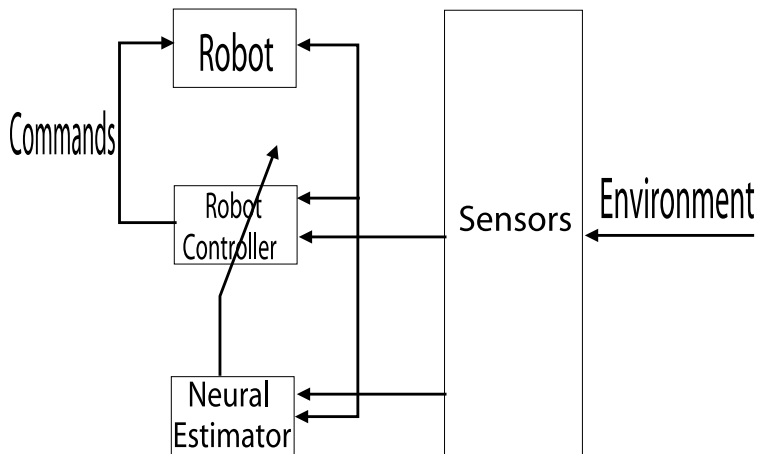 Robot
Commands
Robot
Controller
Sensors
Environment
Neural
Estimator